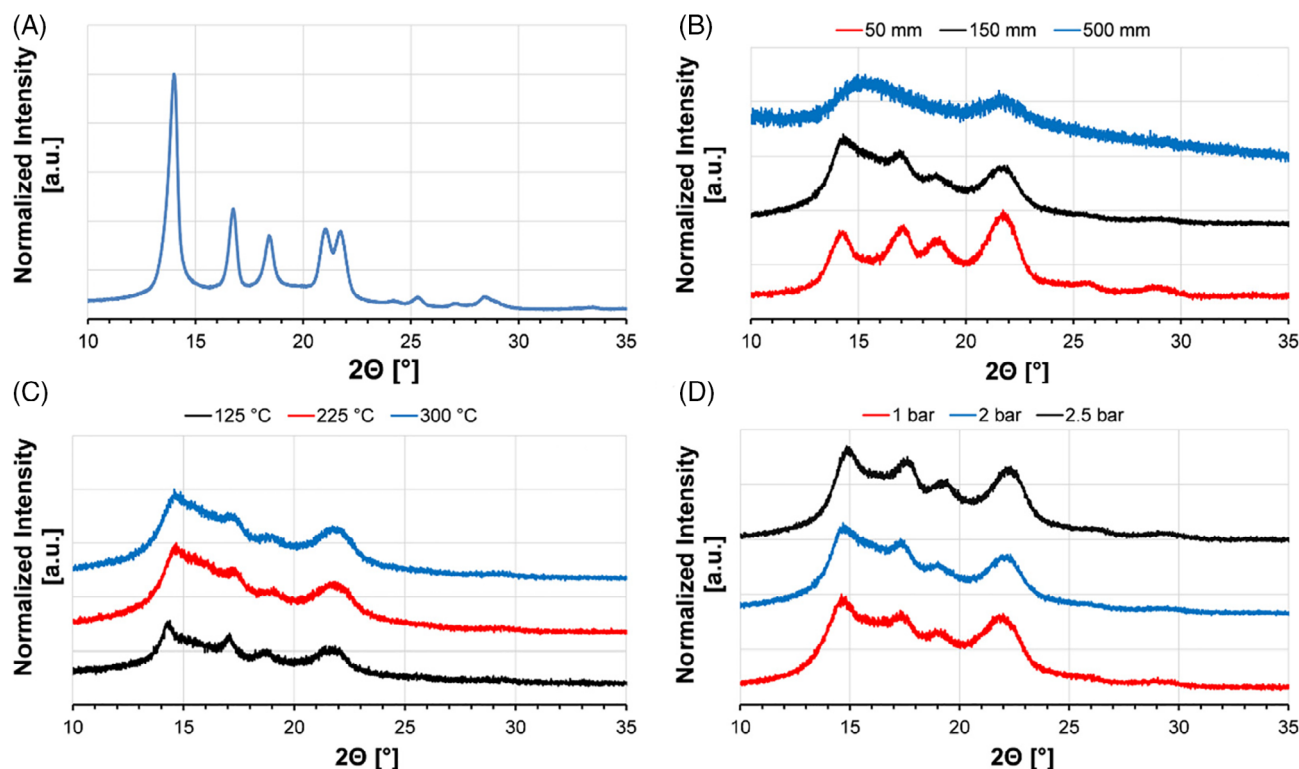 (A)
Normalized Intensity
[a.u.]
10 15 20 25 30 35
2Θ [°]
(B)
50 mm 150 mm 500 mm
Normalized Intensity
[a.u.]
10 15 20 25 30 35
2Θ [°]
(C)
125 °C 225 °C 300 °C
Normalized Intensity
[a.u.]
10 15 20 25 30 35
2Θ [°]
(D)
1 bar 2 bar 2.5 bar
Normalized Intensity
[a.u.]
10 15 20 25 30 35
2Θ [°]